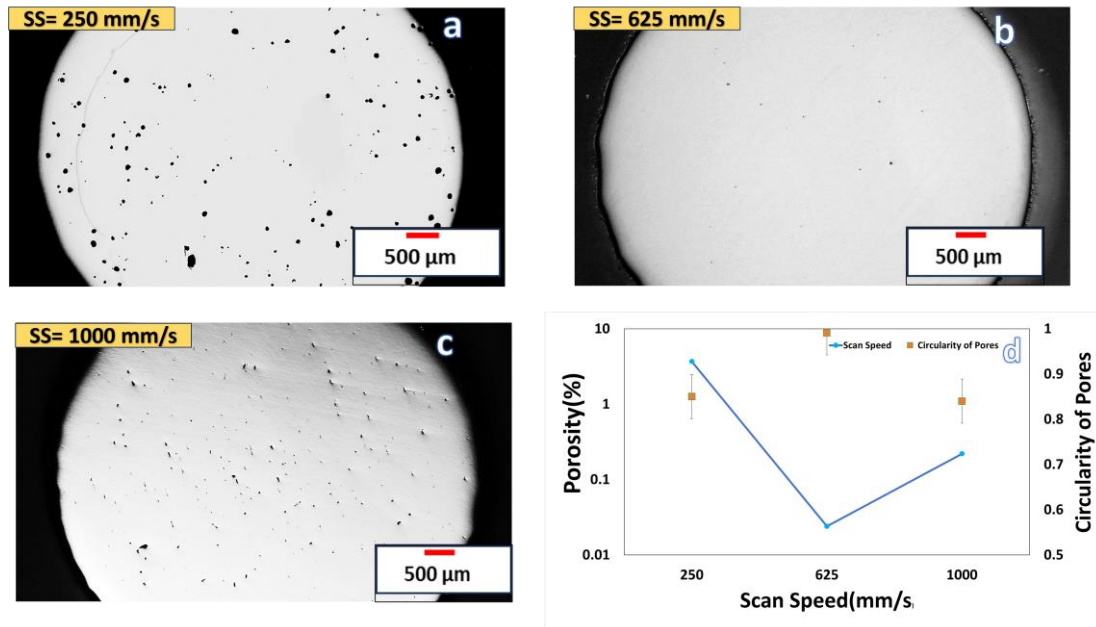 SS= 250 mm/s
a
500 µm
SS= 625 mm/s
b
500 µm
SS= 1000 mm/s
c
500 µm
d
Scan Speed
Circularity of Pores
Porosity(%)
10
1
0.1
0.01
1
0.9
0.8
0.7
0.6
0.5
Circularity of Pores
250
625
1000
Scan Speed(mm/s